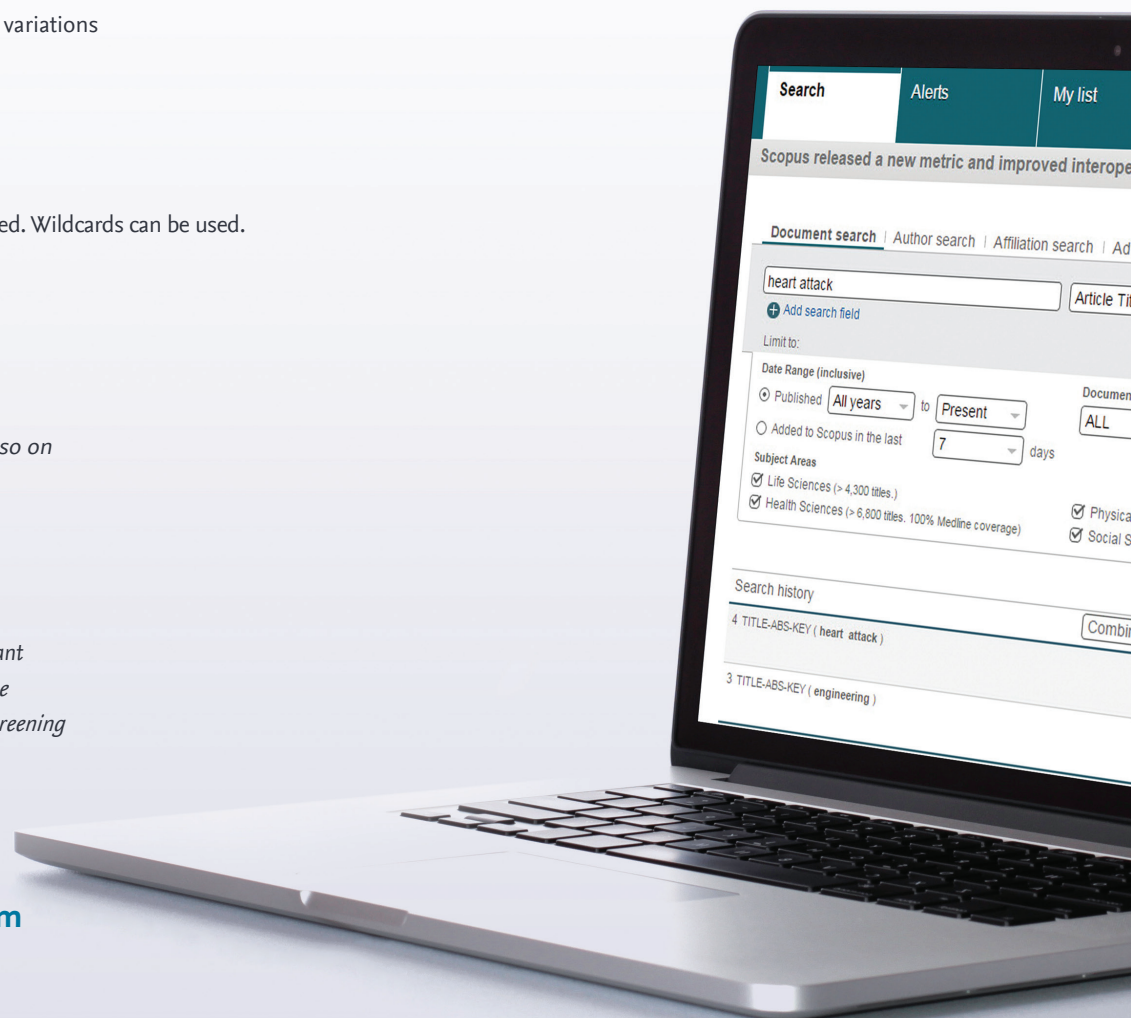 variations
ed. Wildcards can be used.
so on
ant
e
reening
m
Search Alerts My list
Scopus released a new metric and improved interope
Document search | Author search | Affiliation search | Ad
heart attack Article Tit
Add search field
Limit to:
Date Range (inclusive) Documen
Published All years to Present ALL
Added to Scopus in the last 7 days
Subject Areas
Life Sciences (> 4,300 titles.) Physica
Health Sciences (> 6,800 titles. 100% Medline coverage) Social S
Search history Combin
4 TITLE-ABS-KEY ( heart attack )
3 TITLE-ABS-KEY ( engineering )